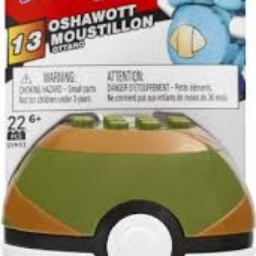 13
OSHAWOTT
MOUSTILLON
OTTARO
WARNING:
CHOKING HAZARD - Small parts
Not for children under 3 years.
ATTENTION:
DANGER D'ÉTOUFFEMENT - Petits éléments.
Ne convient pas aux enfants de moins de 36 mois.
22 6+
PCS